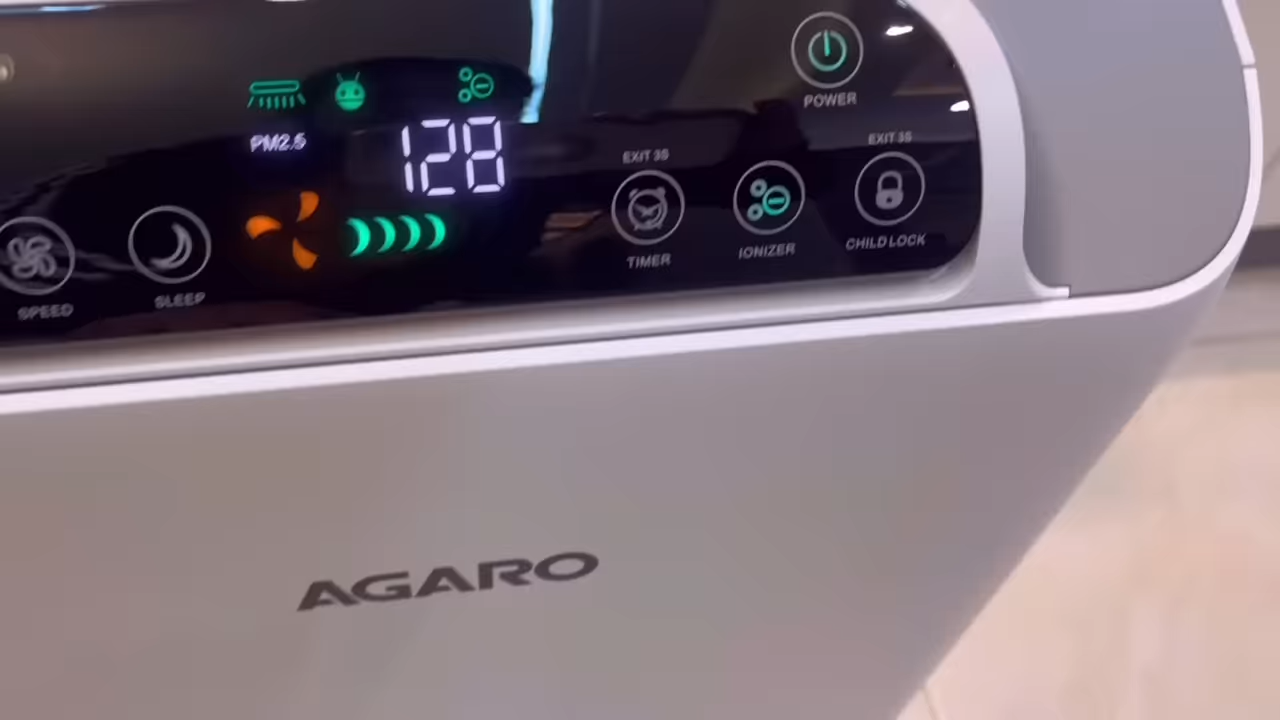 POWER
PM2.5
128
EXIT 3S
EXIT 3S
SPEED
SLEEP
TIMER
IONIZER
CHILD LOCK
AGARO